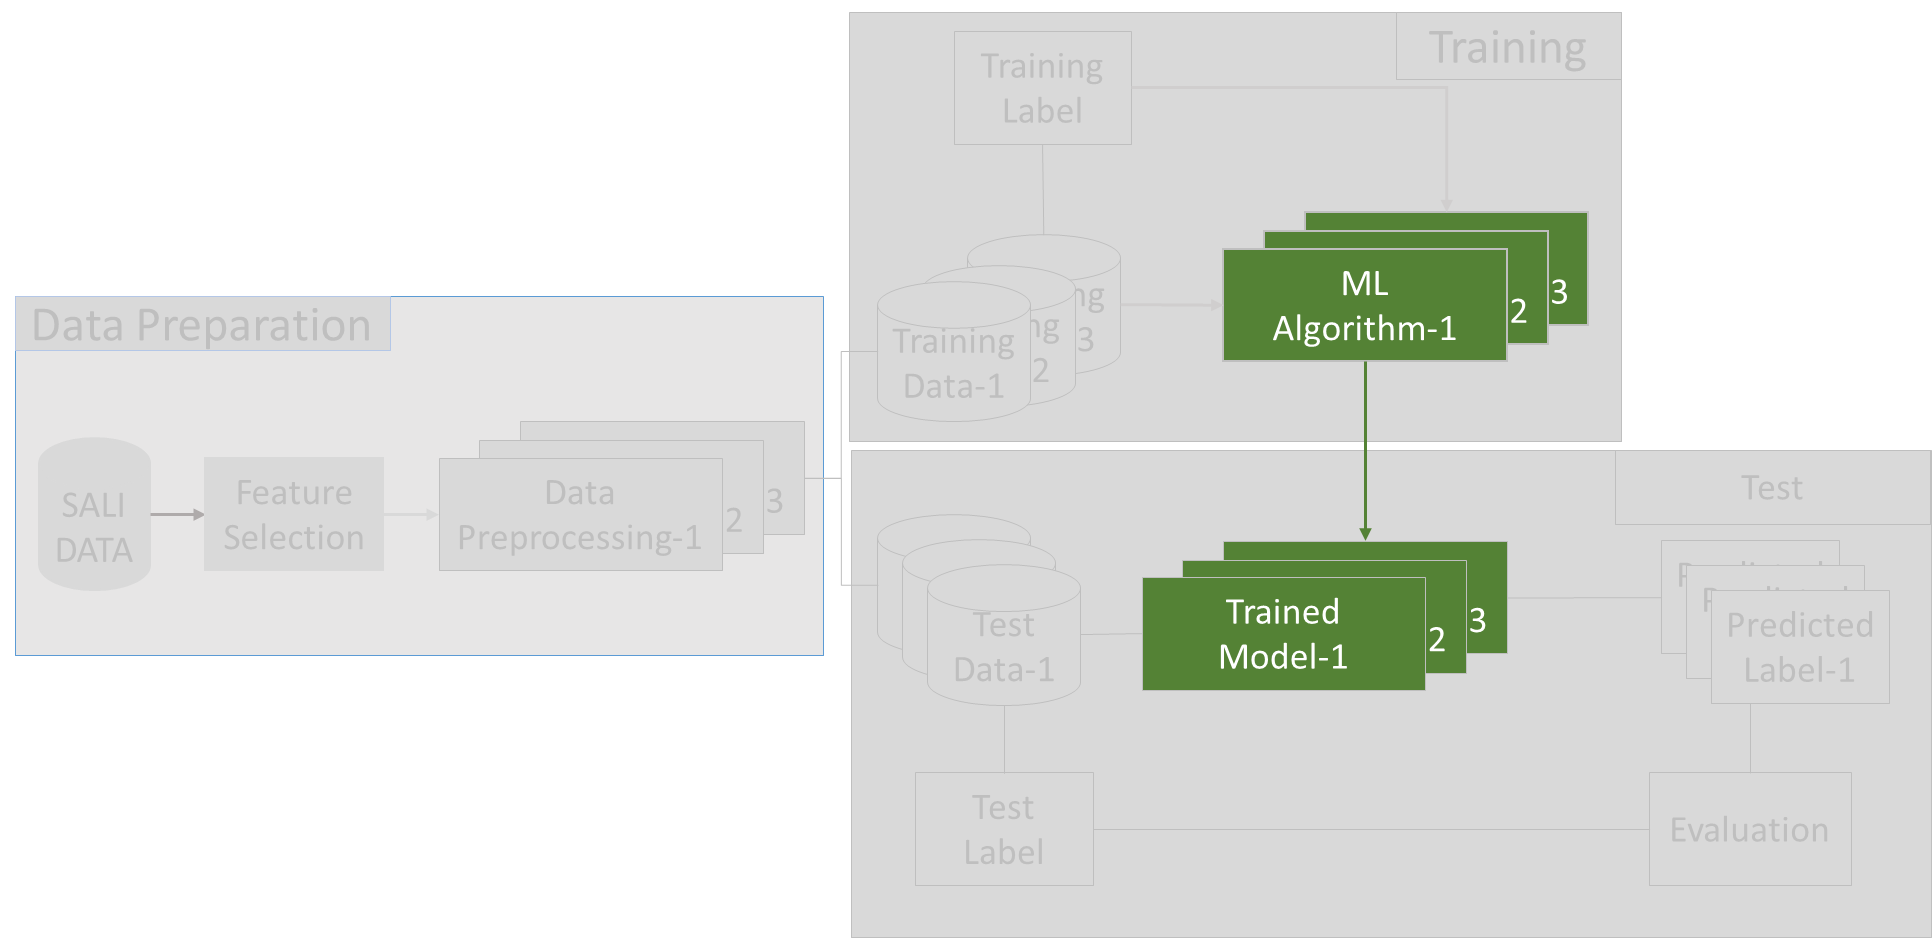 Data Preparation
SALI
DATA
Feature
Selection
Data
Preprocessing-1
2
3
Training
Training
Label
Training
Data-1
ng
2
ng
3
ML
Algorithm-1
2
3
Test
Test
Data-1
Trained
Model-1
2
3
Predicted
Label-1
Test
Label
Evaluation